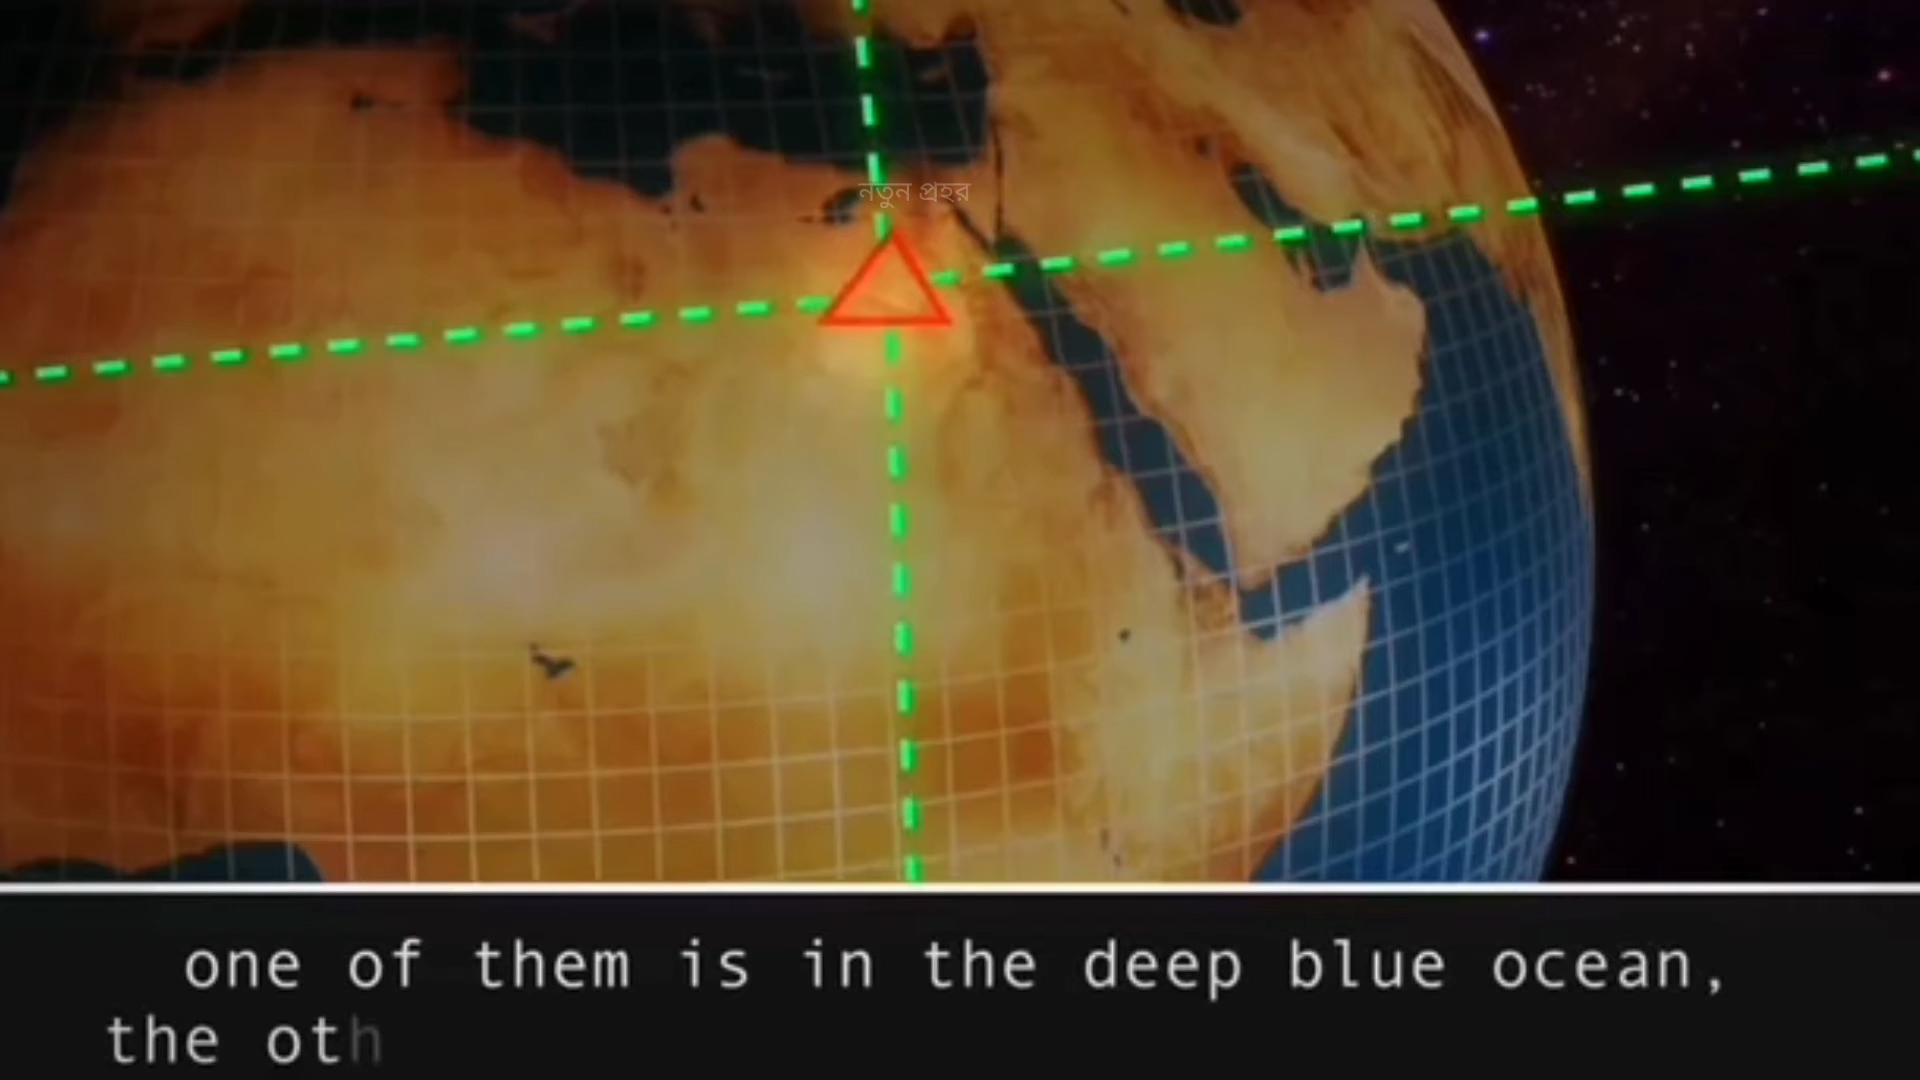 নতুন প্রহর
one of them is in the deep blue ocean,
the oth